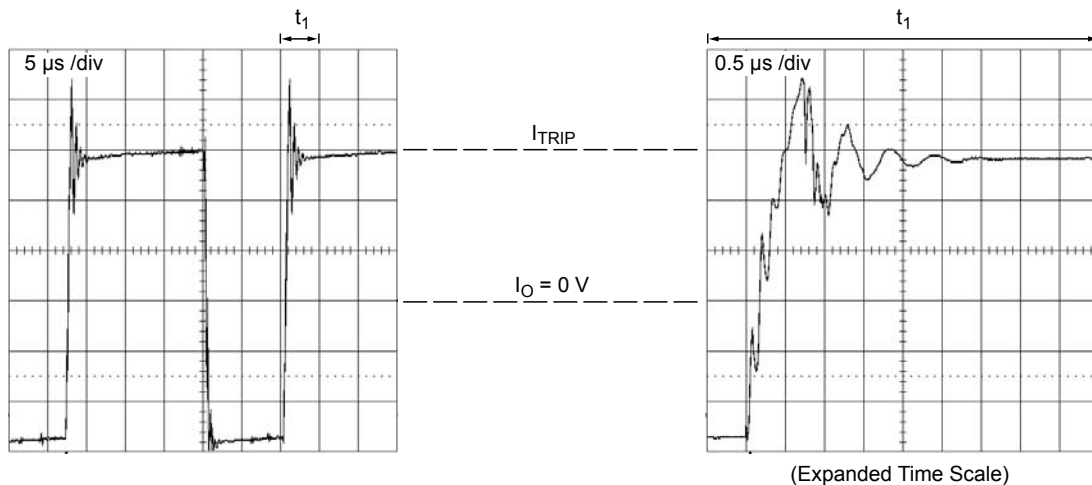 t1
t1
5 µs /div
0.5 µs /div
ITRIP
IO = 0 V
(Expanded Time Scale)